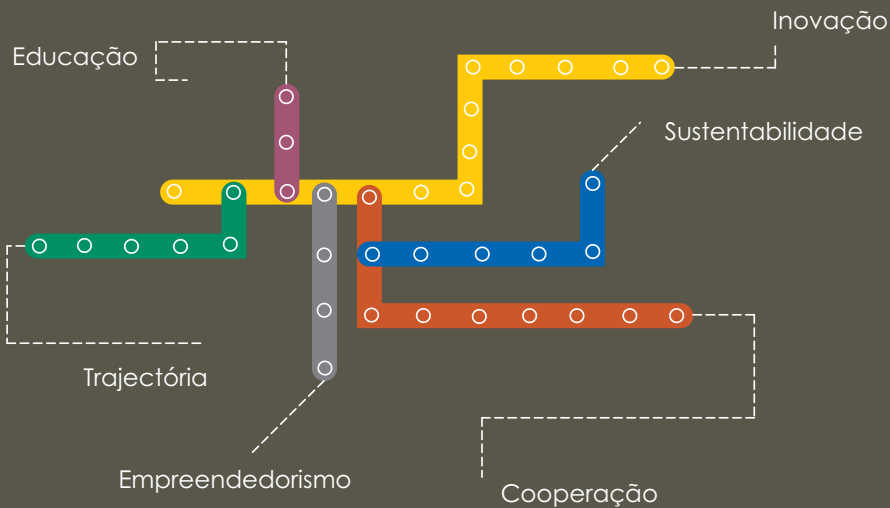 Inovação
Educação
Sustentabilidade
Trajectória
Empreendedorismo
Cooperação